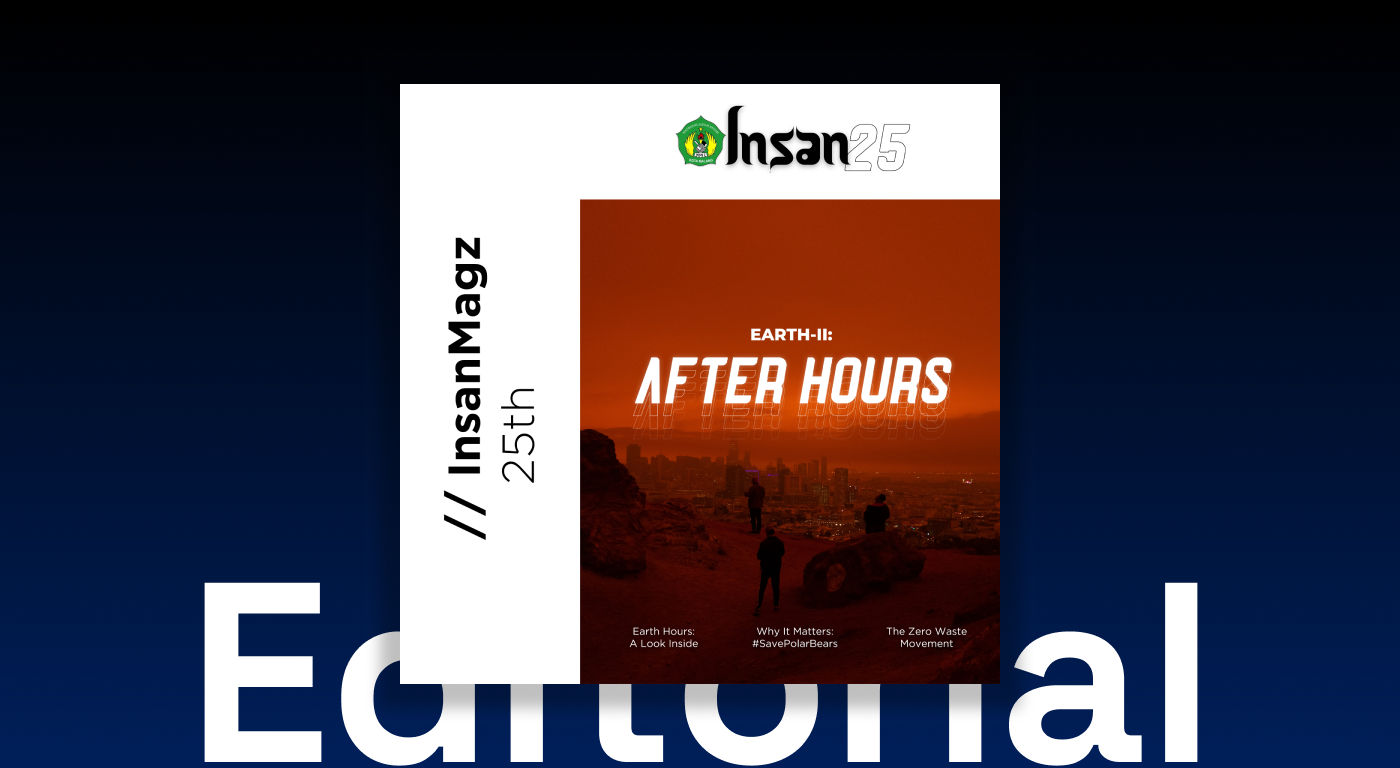 Insan25
// InsanMagz
25th
EARTH-II:
AFTER HOURS
Earth Hours:
A Look Inside
Why It Matters:
#SavePolarBears
The Zero Waste
Movement
Editorial